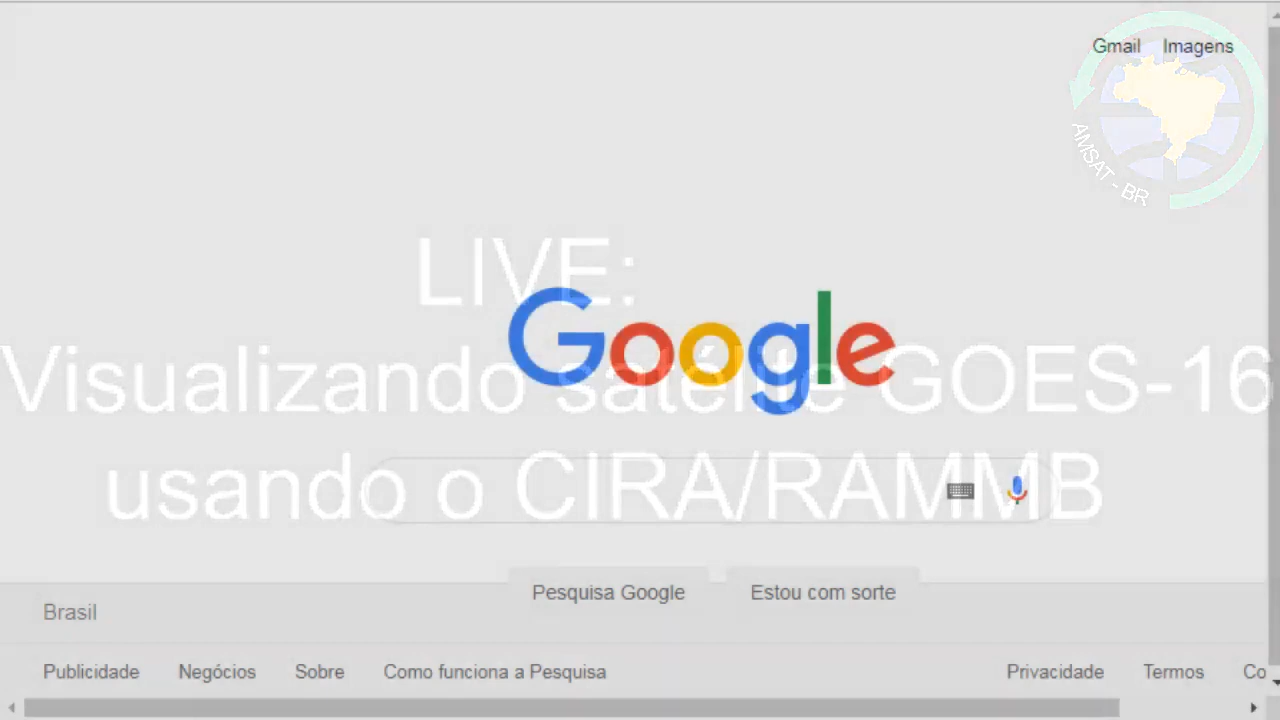 Gmail Imagens
AMSAT - BR
LIVE:
Google
Visualizando satélite GOES-16
usando o CIRA/RAMMB
Pesquisa Google Estou com sorte
Brasil
Publicidade Negócios Sobre Como funciona a Pesquisa Privacidade Termos Co